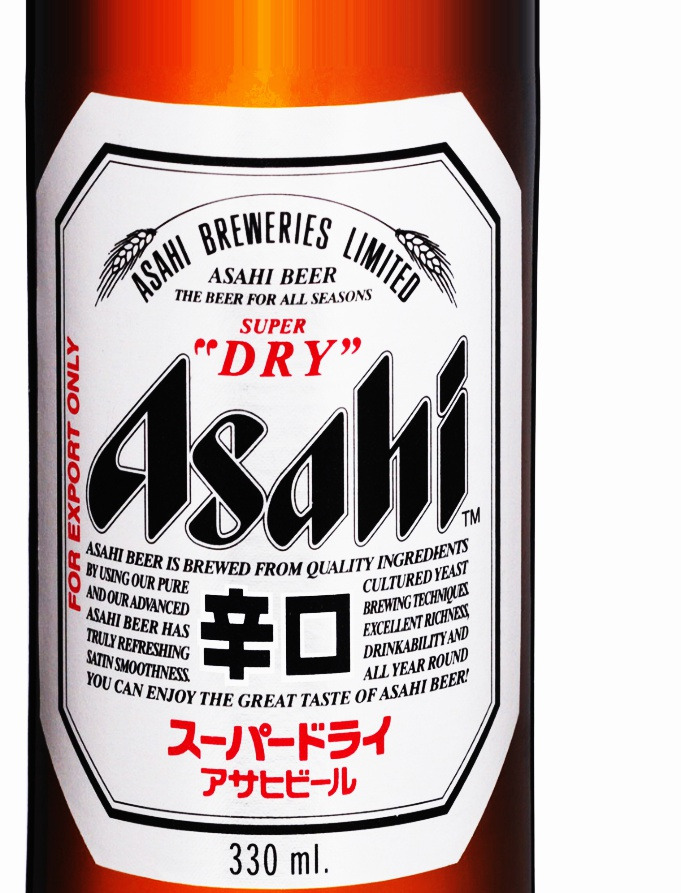 ASAHI BREWERIES LIMITED
ASAHI BEER
THE BEER FOR ALL SEASONS
SUPER
"DRY"
Asahi TM
FOR EXPORT ONLY
ASAHI BEER IS BREWED FROM QUALITY INGREDIENTS
BY USING OUR PURE CULTURED YEAST
AND OUR ADVANCED BREWING TECHNIQUES.
ASAHI BEER HAS EXCELLENT RICHNESS,
TRULY REFRESHING DRINKABILITY AND
SATIN SMOOTHNESS. ALL YEAR ROUND
辛口
YOU CAN ENJOY THE GREAT TASTE OF ASAHI BEER!
スーパードライ
アサヒビール
330 ml.